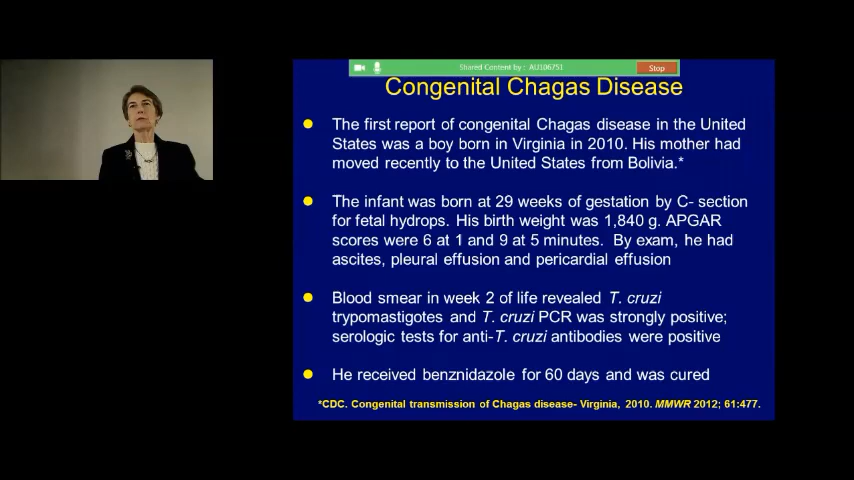 Shared Content by : AU106751
Stop
Congenital Chagas Disease
The first report of congenital Chagas disease in the United
States was a boy born in Virginia in 2010. His mother had
moved recently to the United States from Bolivia.*
The infant was born at 29 weeks of gestation by C- section
for fetal hydrops. His birth weight was 1,840 g. APGAR
scores were 6 at 1 and 9 at 5 minutes. By exam, he had
ascites, pleural effusion and pericardial effusion
Blood smear in week 2 of life revealed T. cruzi
trypomastigotes and T. cruzi PCR was strongly positive;
serologic tests for anti-T. cruzi antibodies were positive
He received benznidazole for 60 days and was cured
*CDC. Congenital transmission of Chagas disease- Virginia, 2010. MMWR 2012; 61:477.